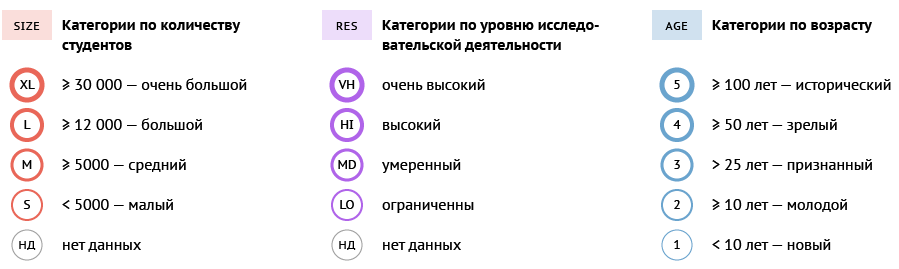 SIZE
Категории по количеству
студентов
XL
⩾ 30 000 — очень большой
L
⩾ 12 000 — большой
M
⩾ 5000 — средний
S
< 5000 — малый
НД
нет данных
RES
Категории по уровню исследо-
вательской деятельности
VH
очень высокий
HI
высокий
MD
умеренный
LO
ограниченны
НД
нет данных
AGE
Категории по возрасту
5
⩾ 100 лет — исторический
4
⩾ 50 лет — зрелый
3
> 25 лет — признанный
2
⩾ 10 лет — молодой
1
< 10 лет — новый